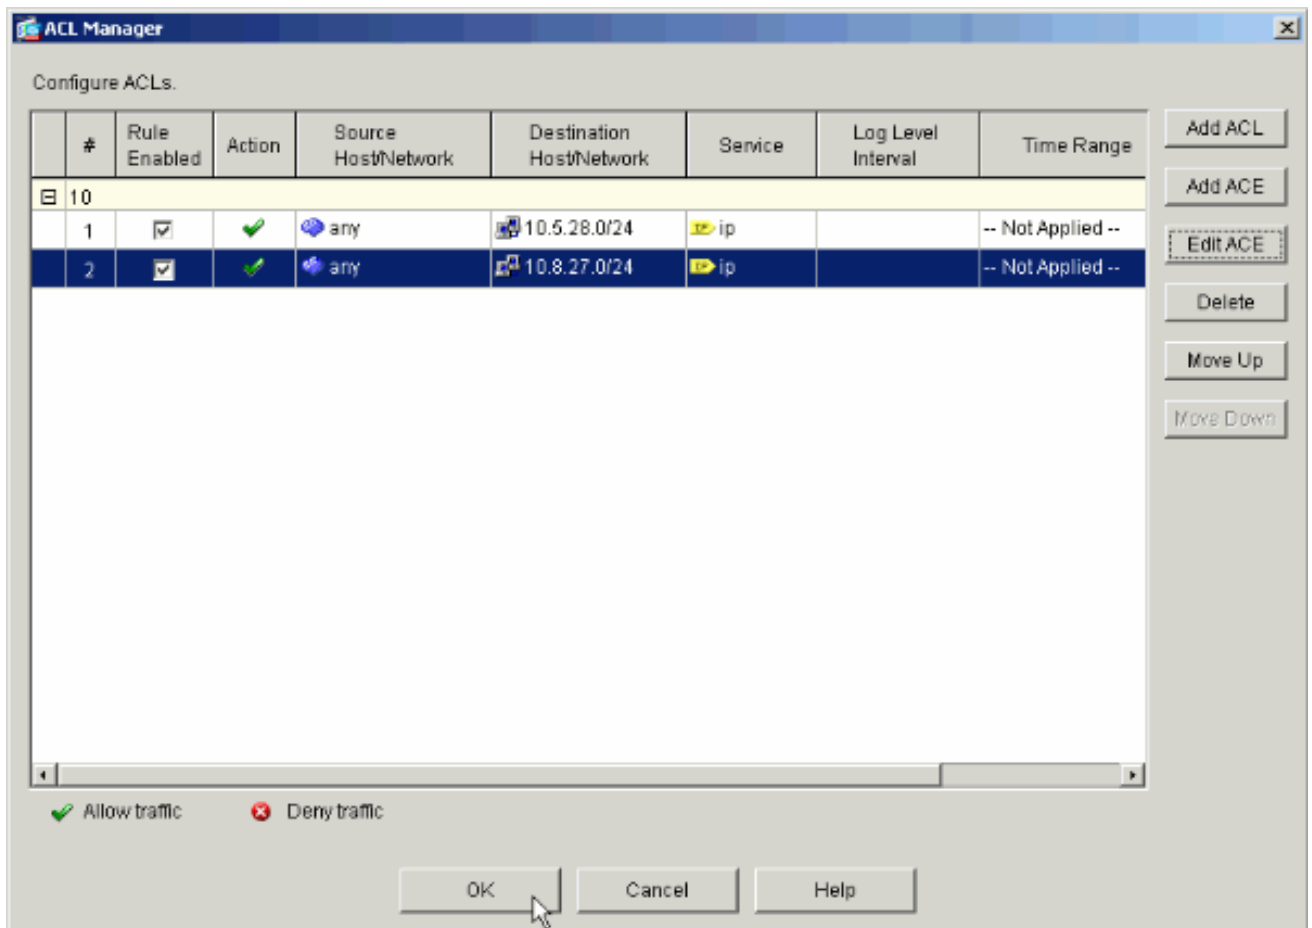 ACL Manager
Configure ACLs.
# Rule Enabled Action Source Host/Network Destination Host/Network Service Log Level Interval Time Range
10
1 any 10.5.28.0/24 IP ip -- Not Applied --
2 any 10.8.27.0/24 IP ip -- Not Applied --
Add ACL
Add ACE
Edit ACE
Delete
Move Up
Move Down
Allow traffic Deny traffic
OK Cancel Help